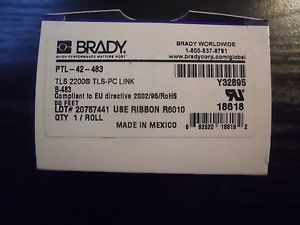 BRADY
WHEN PERFORMANCE MATTERS MOST
BRADY WORLDWIDE
1-800-537-8791
www.bradycorp.com/global
PTL-42-483
TLS 2200® TLS-PC LINK
Y32895
B-483
Compliant to EU directive 2002/95/RoHS
50 FEET
18618
LOT# 20757441 USE RIBBON R6010
QTY 1 / ROLL
MADE IN MEXICO
6 62820 18618 2